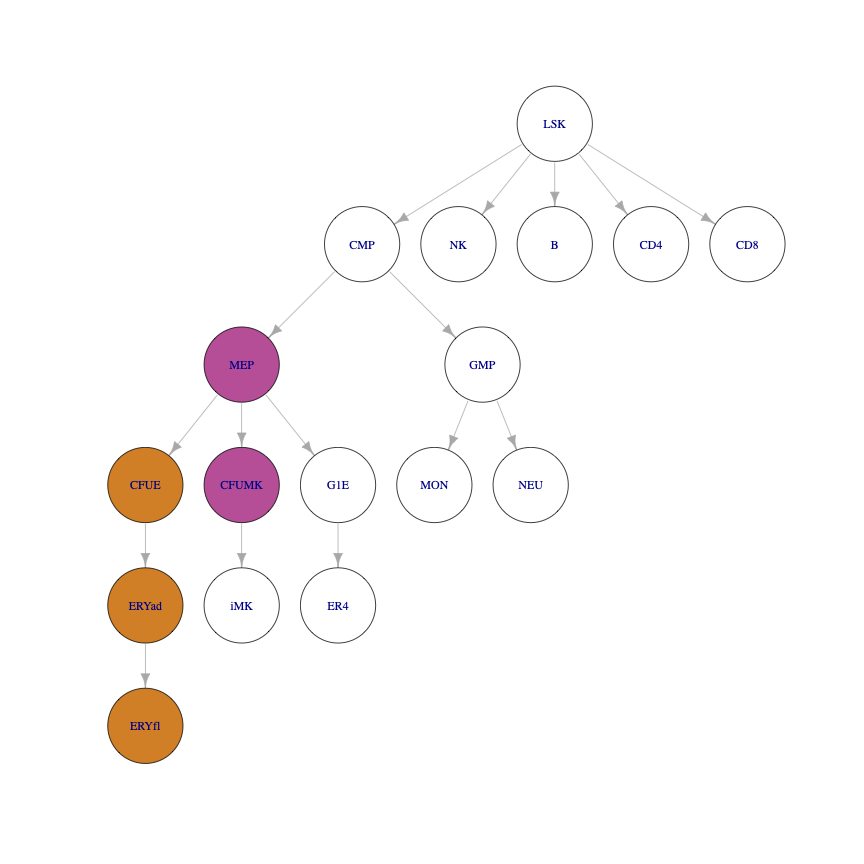 LSK
CMP
NK
B
CD4
CD8
MEP
GMP
CFUE
CFUMK
G1E
MON
NEU
ERYad
iMK
ER4
ERYfl